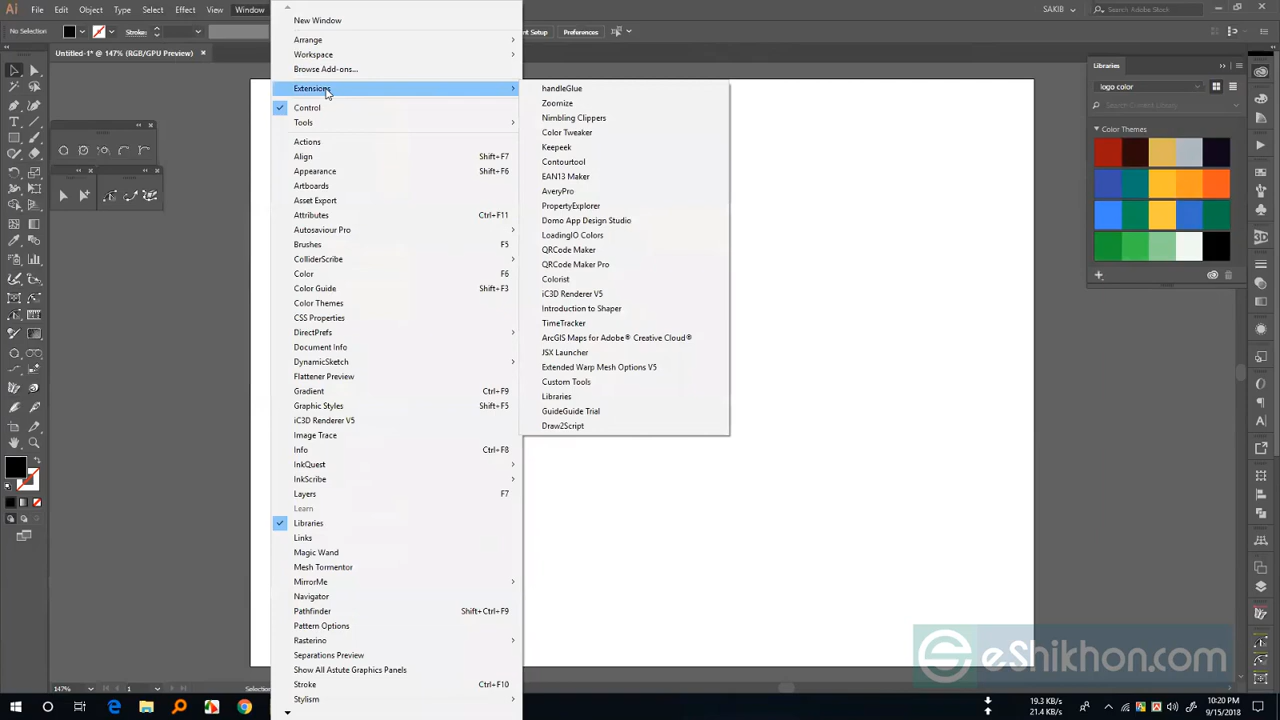 Ai File Edit Object Type Select Effect View Window
SAKIB
Search Adobe Stock
No Selection
Stroke:
Document Setup
Preferences
Untitled-1* @ 147% (RGB/GPU Preview)
New Window
Arrange
Workspace
Browse Add-ons...
Extensions
Control
Tools
Actions
Align Shift+F7
Appearance Shift+F6
Artboards
Asset Export
Attributes Ctrl+F11
Autosaviour Pro
Brushes F5
ColliderScribe
Color F6
Color Guide Shift+F3
Color Themes
CSS Properties
DirectPrefs
Document Info
DynamicSketch
Flattener Preview
Gradient Ctrl+F9
Graphic Styles Shift+F5
iC3D Renderer V5
Image Trace
Info Ctrl+F8
InkQuest
InkScribe
Layers F7
Learn
Libraries
Links
Magic Wand
Mesh Tormentor
MirrorMe
Navigator
Pathfinder Shift+Ctrl+F9
Pattern Options
Rasterino
Separations Preview
Show All Astute Graphics Panels
Stroke Ctrl+F10
Stylism
handleGlue
Zoomize
Nimbling Clippers
Color Tweaker
Keepeek
Contourtool
EAN13 Maker
AveryPro
PropertyExplorer
Domo App Design Studio
LoadingIO Colors
QRCode Maker
QRCode Maker Pro
Colorist
iC3D Renderer V5
Introduction to Shaper
TimeTracker
ArcGIS Maps for Adobe® Creative Cloud®
JSX Launcher
Extended Warp Mesh Options V5
Custom Tools
Libraries
GuideGuide Trial
Draw2Script
Libraries
logo color
Search Current Library
Color Themes
eShikhon.com
147%
1
Selection
19.3 KB/s
21.4 KB/s
10:20 PM
9/15/2018